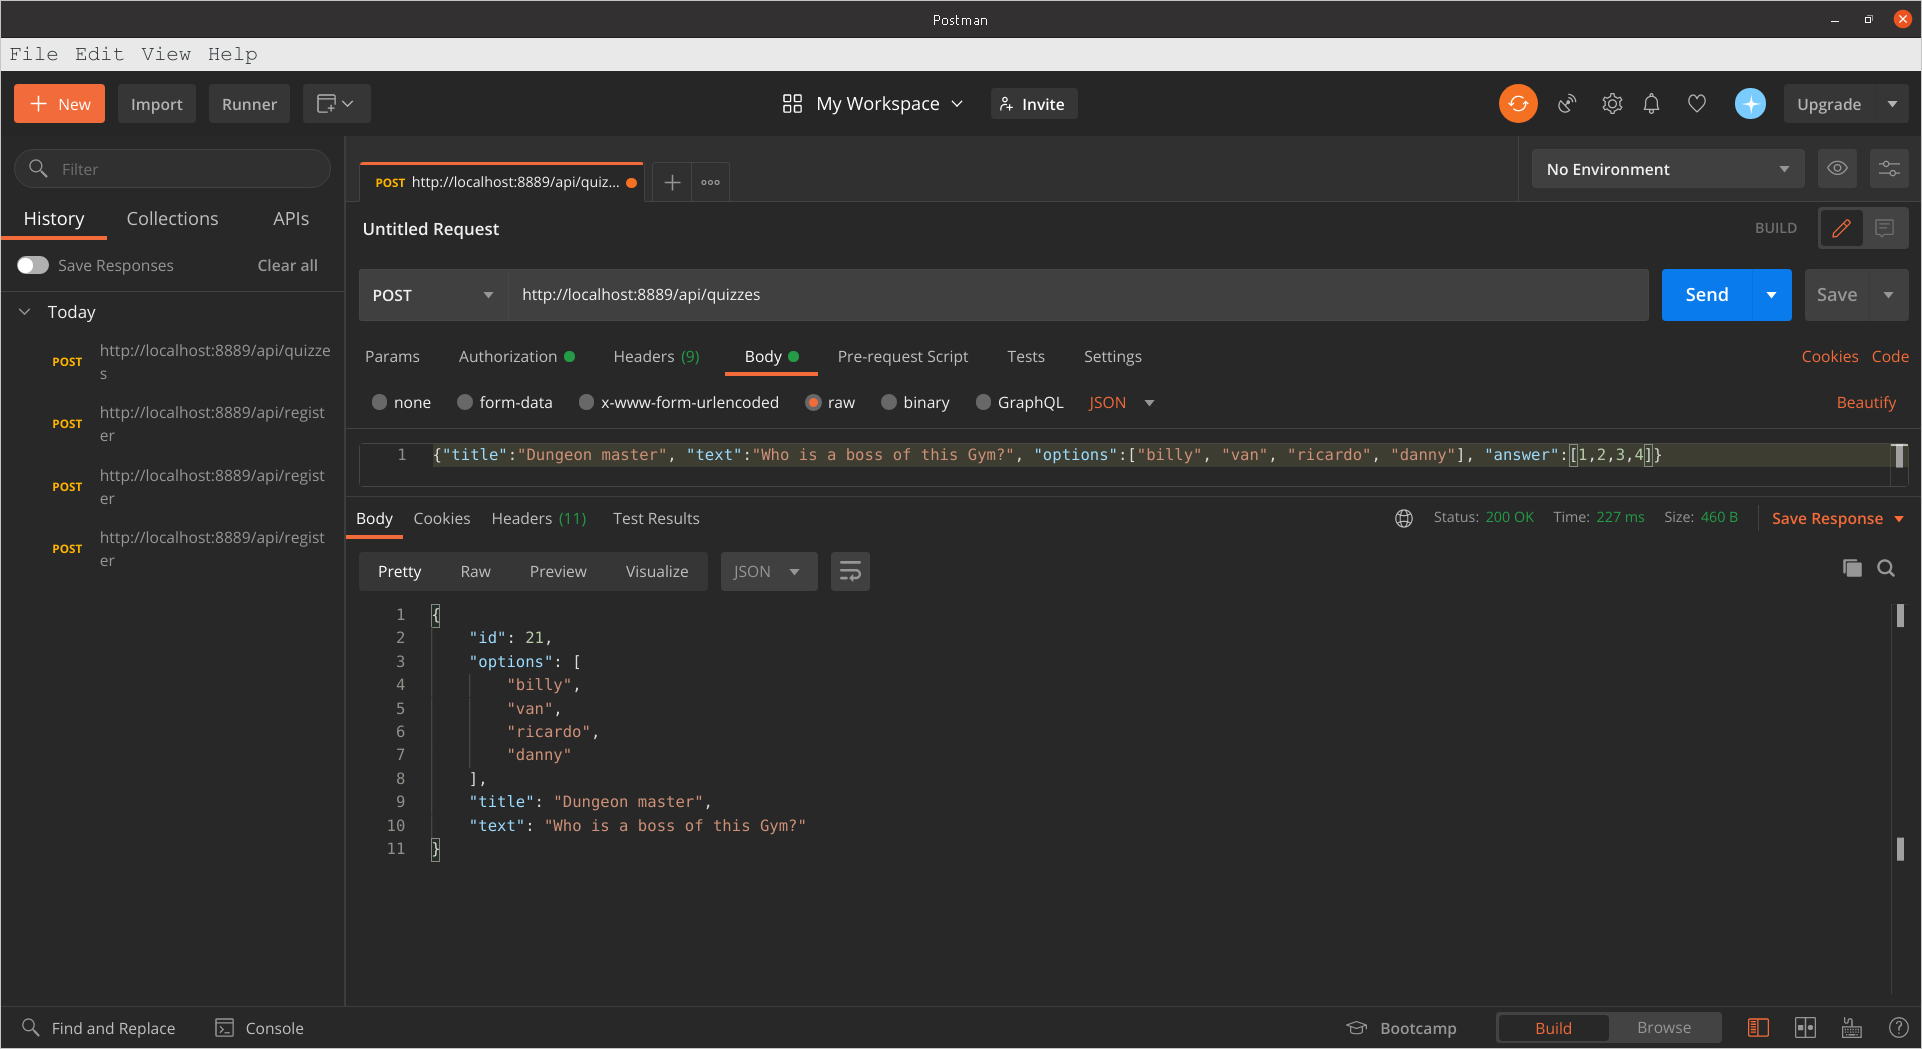 Postman
File Edit View Help
New Import Runner My Workspace Invite Upgrade
Filter
POST http://localhost:8889/api/quiz... No Environment
History Collections APIs
Untitled Request BUILD
Save Responses Clear all
POST http://localhost:8889/api/quizzes Send Save
Today
POST http://localhost:8889/api/quizze
s
POST http://localhost:8889/api/regist
er
POST http://localhost:8889/api/regist
er
POST http://localhost:8889/api/regist
er
Params Authorization Headers (9) Body Pre-request Script Tests Settings Cookies Code
none form-data x-www-form-urlencoded raw binary GraphQL JSON Beautify
1 {"title":"Dungeon master", "text":"Who is a boss of this Gym?", "options":["billy", "van", "ricardo", "danny"], "answer":[1,2,3,4]}
Body Cookies Headers (11) Test Results Status: 200 OK Time: 227 ms Size: 460 B Save Response
Pretty Raw Preview Visualize JSON
1 {
2 "id": 21,
3 "options": [
4 "billy",
5 "van",
6 "ricardo",
7 "danny"
8 ],
9 "title": "Dungeon master",
10 "text": "Who is a boss of this Gym?"
11 }
Find and Replace Console Bootcamp Build Browse